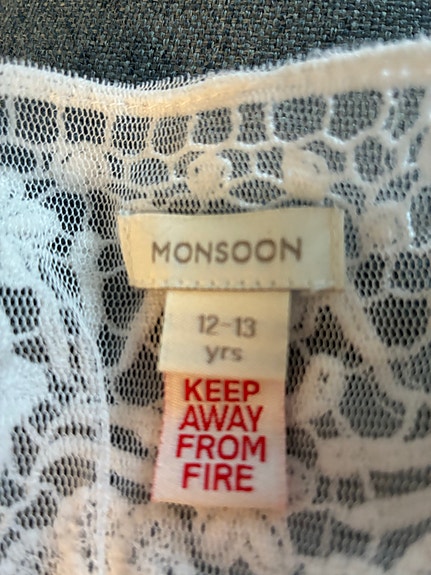 MONSOON
12-13
yrs
KEEP
AWAY
FROM
FIRE